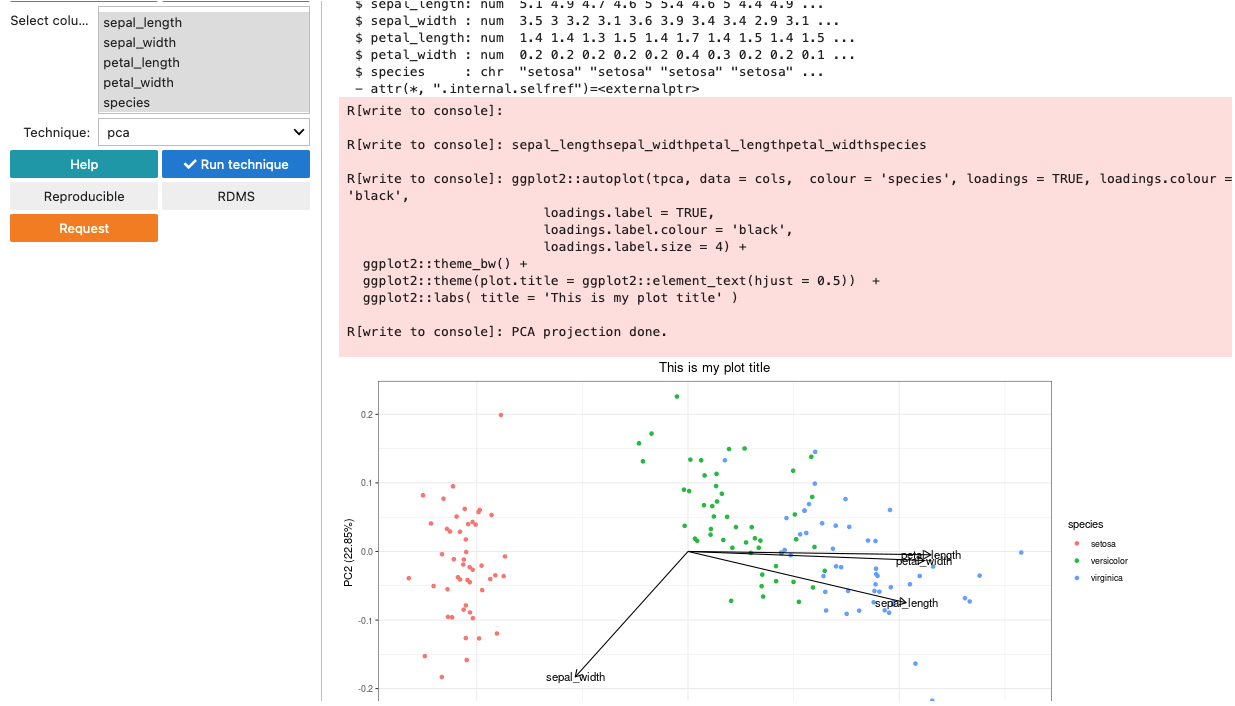 Select colu...
sepal_length
sepal_width
petal_length
petal_width
species
Technique: pca
Help
Run technique
Reproducible
RDMS
Request
$ sepal_length: num 5.1 4.9 4.7 4.6 5 5.4 4.6 5 4.4 4.9 ...
$ sepal_width : num 3.5 3 3.2 3.1 3.6 3.9 3.4 3.4 2.9 3.1 ...
$ petal_length: num 1.4 1.4 1.3 1.5 1.4 1.7 1.4 1.5 1.4 1.5 ...
$ petal_width : num 0.2 0.2 0.2 0.2 0.2 0.4 0.3 0.2 0.2 0.1 ...
$ species : chr "setosa" "setosa" "setosa" "setosa" ...
- attr(*, ".internal.selfref")=<externalptr>
R[write to console]:
R[write to console]: sepal_lengthsepal_widthpetal_lengthpetal_widthspecies
R[write to console]: ggplot2::autoplot(tpca, data = cols, colour = 'species', loadings = TRUE, loadings.colour =
'black',
loadings.label = TRUE,
loadings.label.colour = 'black',
loadings.label.size = 4) +
ggplot2::theme_bw() +
ggplot2::theme(plot.title = ggplot2::element_text(hjust = 0.5)) +
ggplot2::labs( title = 'This is my plot title' )
R[write to console]: PCA projection done.
This is my plot title
0.2
0.1
0.0
-0.1
-0.2
PC2 (22.85%)
petal_length
petal_width
sepal_length
sepal_width
species
setosa
versicolor
virginica